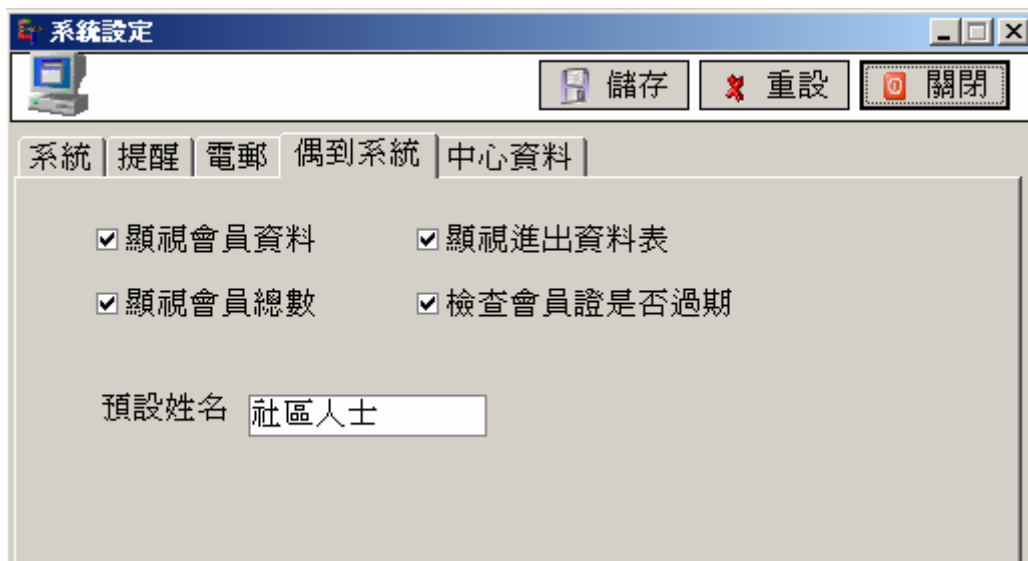 系統設定
儲存 重設 關閉
系統 提醒 電郵 偶到系統 中心資料
顯視會員資料 顯視進出資料表
顯視會員總數 檢查會員證是否過期
預設姓名 社區人士